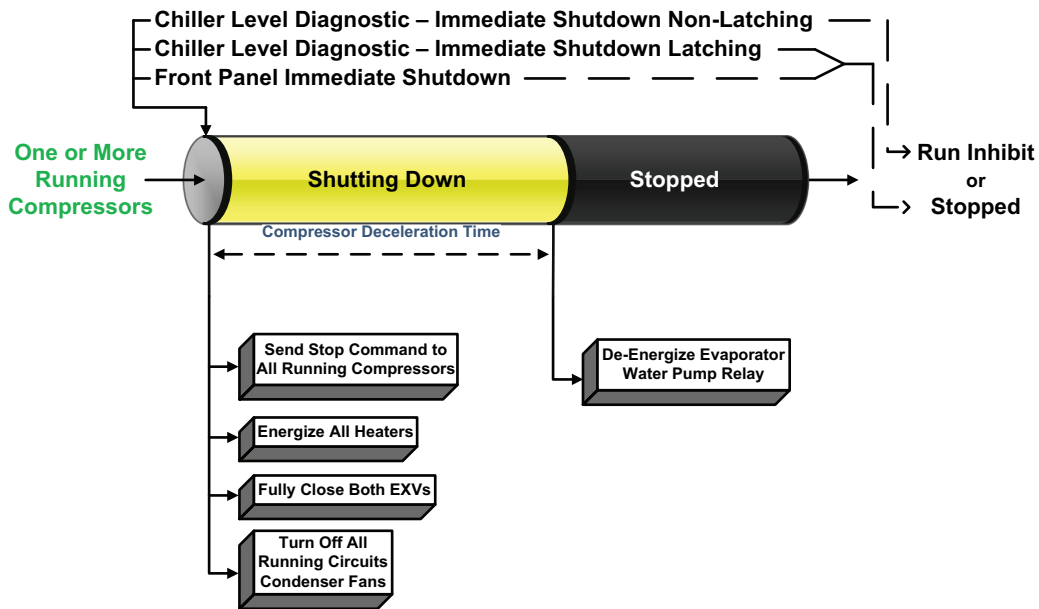 Chiller Level Diagnostic – Immediate Shutdown Non-Latching
Chiller Level Diagnostic – Immediate Shutdown Latching
Front Panel Immediate Shutdown
One or More
Running
Compressors
Shutting Down
Stopped
Run Inhibit
or
Stopped
Compressor Deceleration Time
Send Stop Command to
All Running Compressors
De-Energize Evaporator
Water Pump Relay
Energize All Heaters
Fully Close Both EXVs
Turn Off All
Running Circuits
Condenser Fans